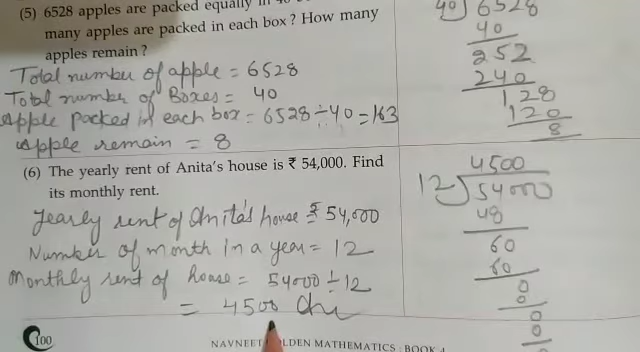 (5) 6528 apples are packed equally in 40
many apples are packed in each box ? How many
apples remain ?
Total number of apple = 6528
Total number of Boxes = 40
Apple packed in each box = 6528 ÷ 40 = 163
Apple remain = 8
40) 6528
40
252
240
128
120
8
(6) The yearly rent of Anita's house is ₹ 54,000. Find
its monthly rent.
Yearly rent of Anita's house = ₹ 54,000
Number of month in a year = 12
Monthly rent of house = 54000 ÷ 12
= 4500
4500
12) 54000
48
60
60
0
0
0
0
100
NAVNEET GOLDEN MATHEMATICS : BOOK 4